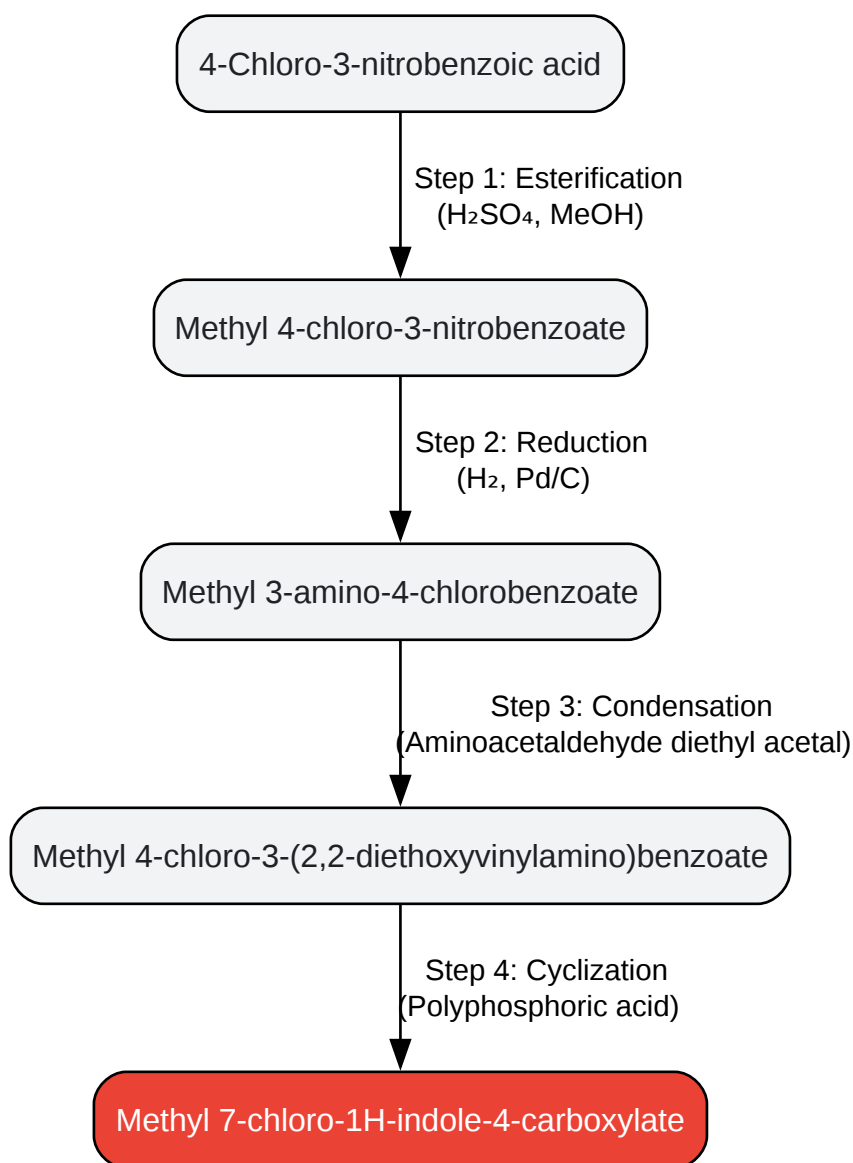 4-Chloro-3-nitrobenzoic acid
Step 1: Esterification
(H₂SO₄, MeOH)
Methyl 4-chloro-3-nitrobenzoate
Step 2: Reduction
(H₂, Pd/C)
Methyl 3-amino-4-chlorobenzoate
Step 3: Condensation
(Aminoacetaldehyde diethyl acetal)
Methyl 4-chloro-3-(2,2-diethoxyvinylamino)benzoate
Step 4: Cyclization
(Polyphosphoric acid)
Methyl 7-chloro-1H-indole-4-carboxylate